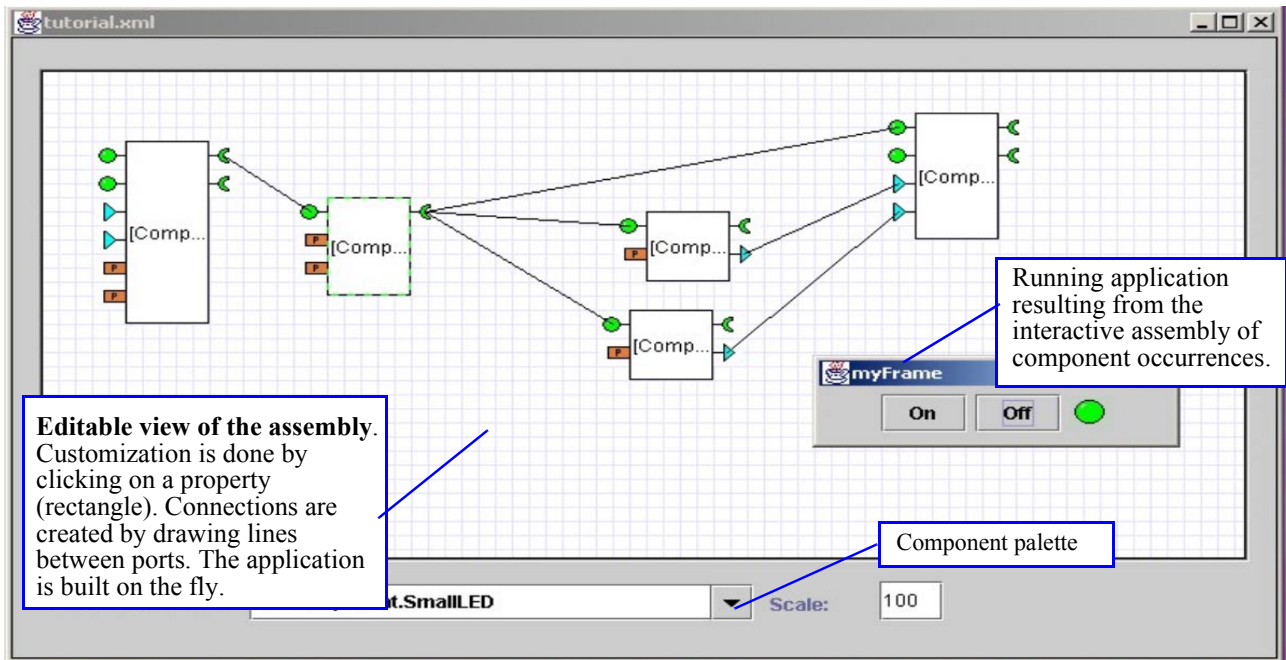 tutorial.xml
[Comp...
[Comp...
[Comp...
[Comp...
[Comp...
P
P
P
P
P
P
Running application
resulting from the
interactive assembly of
component occurrences.
myFrame
On Off
Editable view of the assembly.
Customization is done by
clicking on a property
(rectangle). Connections are
created by drawing lines
between ports. The application
is built on the fly.
Component palette
nt.SmallLED
Scale: 100